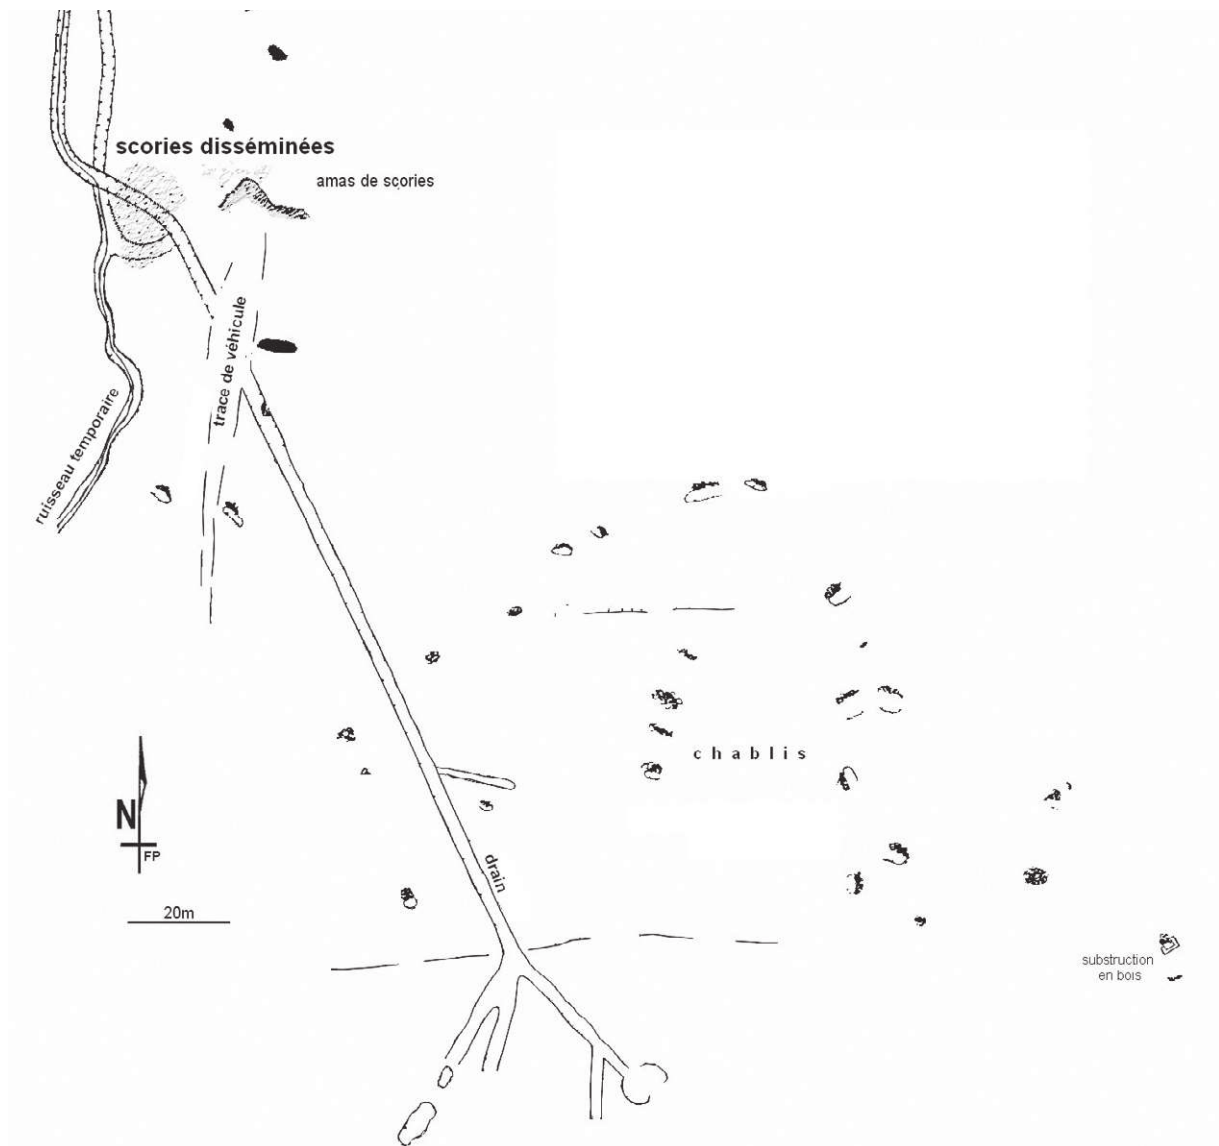 scories disséminées
amas de scories
trace de véhicule
ruisseau temporaire
chablis
N
FP
drain
20m
substruction
en bois